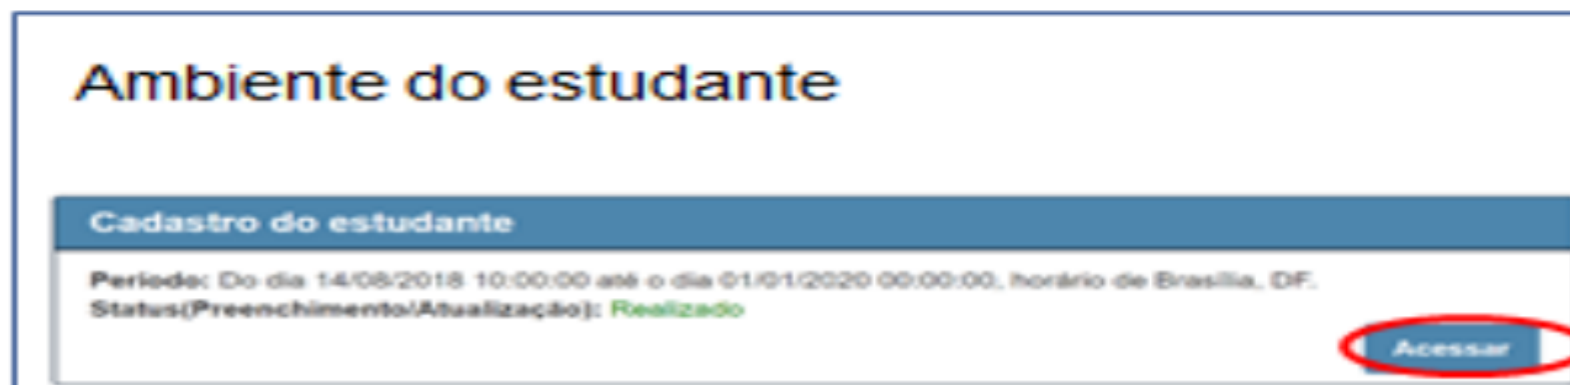 Ambiente do estudante
Cadastro do estudante
Período: Do dia 14/08/2018 10:00:00 até o dia 01/01/2020 00:00:00, horário de Brasília, DF.
Status(Preenchimento/Atualização): Realizado
Acessar